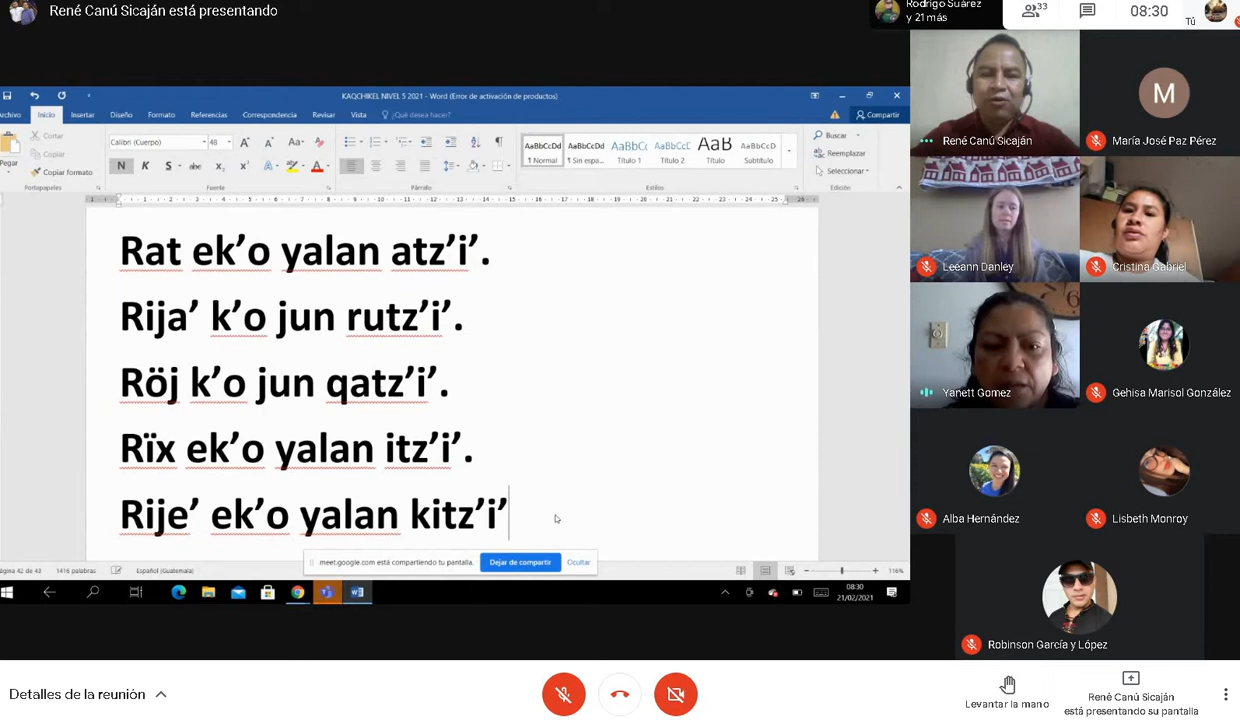 René Canú Sicaján está presentando
Rodrigo Suárez
y 21 más
33
08:30
Tú
KAQCHIKEL NIVEL 5 2021 - Word (Error de activación de productos)
rchivo Inicio Insertar Diseño Formato Referencias Correspondencia Revisar Vista ¿Qué desea hacer? Compartir
Pegar
Cortar
Copiar
Copiar formato
Portapapeles
Calibri (Cuerpo) 48
N K S abc x₂ x² A
Fuente
Párrafo
AaBbCcDd AaBbCcDd AaBbCc AaBbCcC AaB AaBbCcD
¶ Normal ¶ Sin espa... Título 1 Título 2 Título Subtítulo
Estilos
Buscar
Reemplazar
Seleccionar
Edición
Rat ek’o yalan atz’i’.
Rija’ k’o jun rutz’i’.
Röj k’o jun qatz’i’.
Rïx ek’o yalan itz’i’.
Rije’ ek’o yalan kitz’i’
meet.google.com está compartiendo tu pantalla. Dejar de compartir Ocultar
ágina 42 de 43 1416 palabras Español (Guatemala) 116%
08:30
21/02/2021
René Canú Sicaján
M
María José Paz Pérez
Leeann Danley
Cristina Gabriel
Yanett Gomez
Gehisa Marisol González
Alba Hernández
Lisbeth Monroy
Robinson García y López
Detalles de la reunión
Levantar la mano
René Canú Sicaján
está presentando su pantalla